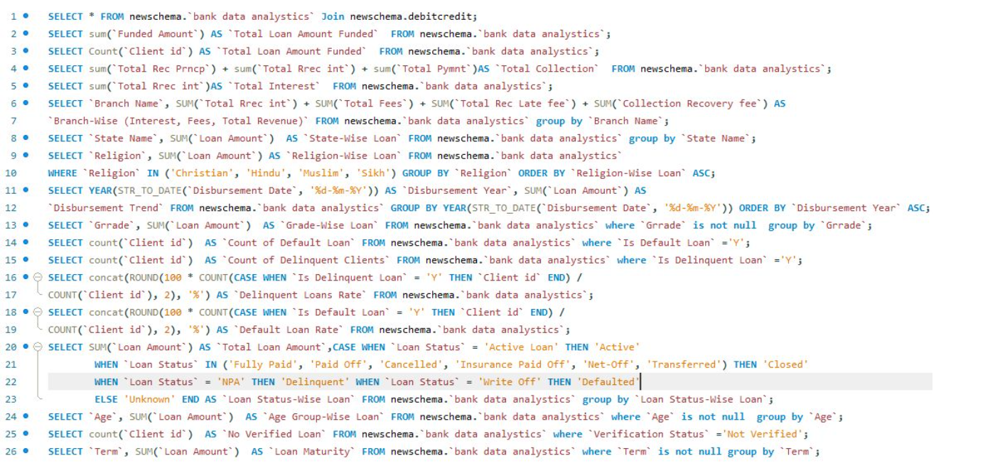 1 SELECT * FROM newschema.`bank data analystics` Join newschema.debitcredit;
2 SELECT sum(`Funded Amount`) AS `Total Loan Amount Funded`  FROM newschema.`bank data analystics`;
3 SELECT Count(`Client id`) AS `Total Loan Amount Funded`  FROM newschema.`bank data analystics`;
4 SELECT sum(`Total Rec Prncp`) + sum(`Total Rrec int`) + sum(`Total Pymnt`)AS `Total Collection`  FROM newschema.`bank data analystics`;
5 SELECT sum(`Total Rrec int`)AS `Total Interest`  FROM newschema.`bank data analystics`;
6 SELECT `Branch Name`, SUM(`Total Rrec int`) + SUM(`Total Fees`) + SUM(`Total Rec Late fee`) + SUM(`Collection Recovery fee`) AS
7 `Branch-Wise (Interest, Fees, Total Revenue)` FROM newschema.`bank data analystics` group by `Branch Name`;
8 SELECT `State Name`, SUM(`Loan Amount`)  AS `State-Wise Loan` FROM newschema.`bank data analystics` group by `State Name`;
9 SELECT `Religion`, SUM(`Loan Amount`) AS `Religion-Wise Loan` FROM newschema.`bank data analystics`
10 WHERE `Religion` IN ('Christian', 'Hindu', 'Muslim', 'Sikh') GROUP BY `Religion` ORDER BY `Religion-Wise Loan` ASC;
11 SELECT YEAR(STR_TO_DATE(`Disbursement Date`, '%d-%m-%Y')) AS `Disbursement Year`, SUM(`Loan Amount`) AS
12 `Disbursement Trend` FROM newschema.`bank data analystics` GROUP BY YEAR(STR_TO_DATE(`Disbursement Date`, '%d-%m-%Y')) ORDER BY `Disbursement Year` ASC;
13 SELECT `Grrade`, SUM(`Loan Amount`)  AS `Grade-Wise Loan` FROM newschema.`bank data analystics` where `Grrade` is not null  group by `Grrade`;
14 SELECT count(`Client id`)  AS `Count of Default Loan` FROM newschema.`bank data analystics` where `Is Default Loan` ='Y';
15 SELECT count(`Client id`)  AS `Count of Delinquent Clients` FROM newschema.`bank data analystics` where `Is Delinquent Loan` ='Y';
16 SELECT concat(ROUND(100 * COUNT(CASE WHEN `Is Delinquent Loan` = 'Y' THEN `Client id` END) /
17 COUNT(`Client id`), 2), '%') AS `Delinquent Loans Rate` FROM newschema.`bank data analystics`;
18 SELECT concat(ROUND(100 * COUNT(CASE WHEN `Is Default Loan` = 'Y' THEN `Client id` END) /
19 COUNT(`Client id`), 2), '%') AS `Default Loan Rate` FROM newschema.`bank data analystics`;
20 SELECT SUM(`Loan Amount`) AS `Total Loan Amount`,CASE WHEN `Loan Status` = 'Active Loan' THEN 'Active'
21 WHEN `Loan Status` IN ('Fully Paid', 'Paid Off', 'Cancelled', 'Insurance Paid Off', 'Net-Off', 'Transferred') THEN 'Closed'
22 WHEN `Loan Status` = 'NPA' THEN 'Delinquent' WHEN `Loan Status` = 'Write Off' THEN 'Defaulted'
23 ELSE 'Unknown' END AS `Loan Status-Wise Loan` FROM newschema.`bank data analystics` group by `Loan Status-Wise Loan`;
24 SELECT `Age`, SUM(`Loan Amount`)  AS `Age Group-Wise Loan` FROM newschema.`bank data analystics` where `Age` is not null  group by `Age`;
25 SELECT count(`Client id`)  AS `No Verified Loan` FROM newschema.`bank data analystics` where `Verification Status` ='Not Verified';
26 SELECT `Term`, SUM(`Loan Amount`)  AS `Loan Maturity` FROM newschema.`bank data analystics` where `Term` is not null group by `Term`;